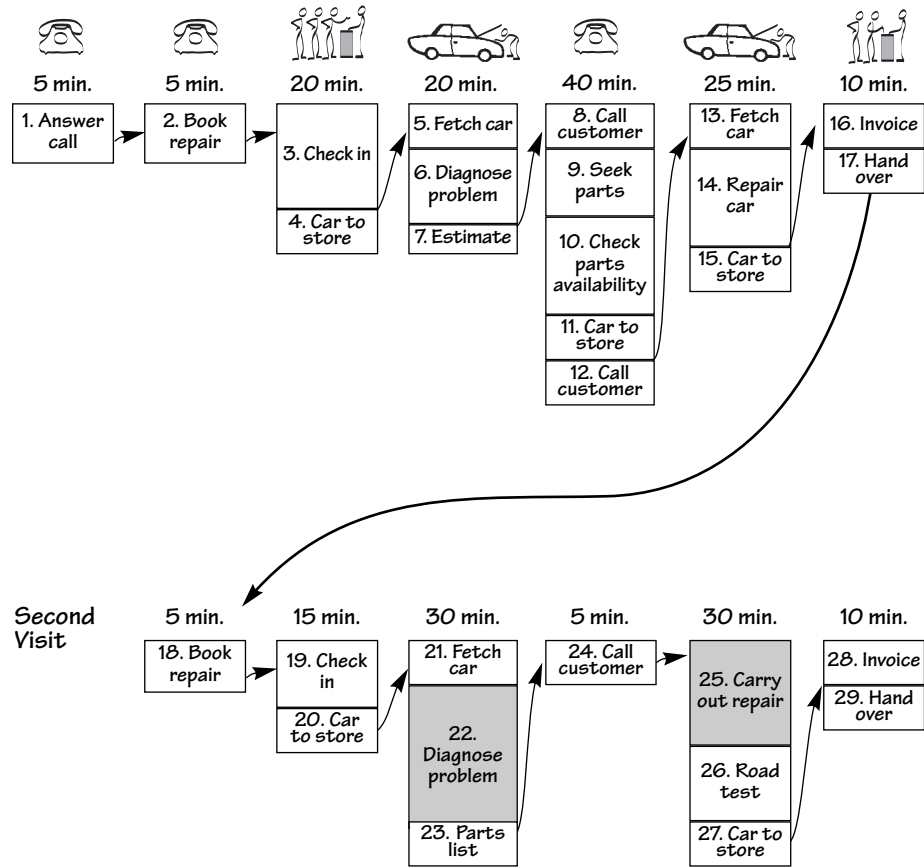 5 min.
5 min.
20 min.
20 min.
40 min.
25 min.
10 min.
1. Answer
call
2. Book
repair
3. Check in
4. Car to
store
5. Fetch car
6. Diagnose
problem
7. Estimate
8. Call
customer
9. Seek
parts
10. Check
parts
availability
11. Car to
store
12. Call
customer
13. Fetch
car
14. Repair
car
15. Car to
store
16. Invoice
17. Hand
over
Second
Visit
5 min.
15 min.
30 min.
5 min.
30 min.
10 min.
18. Book
repair
19. Check
in
20. Car
to store
21. Fetch
car
22.
Diagnose
problem
23. Parts
list
24. Call
customer
25. Carry
out repair
26. Road
test
27. Car to
store
28. Invoice
29. Hand
over